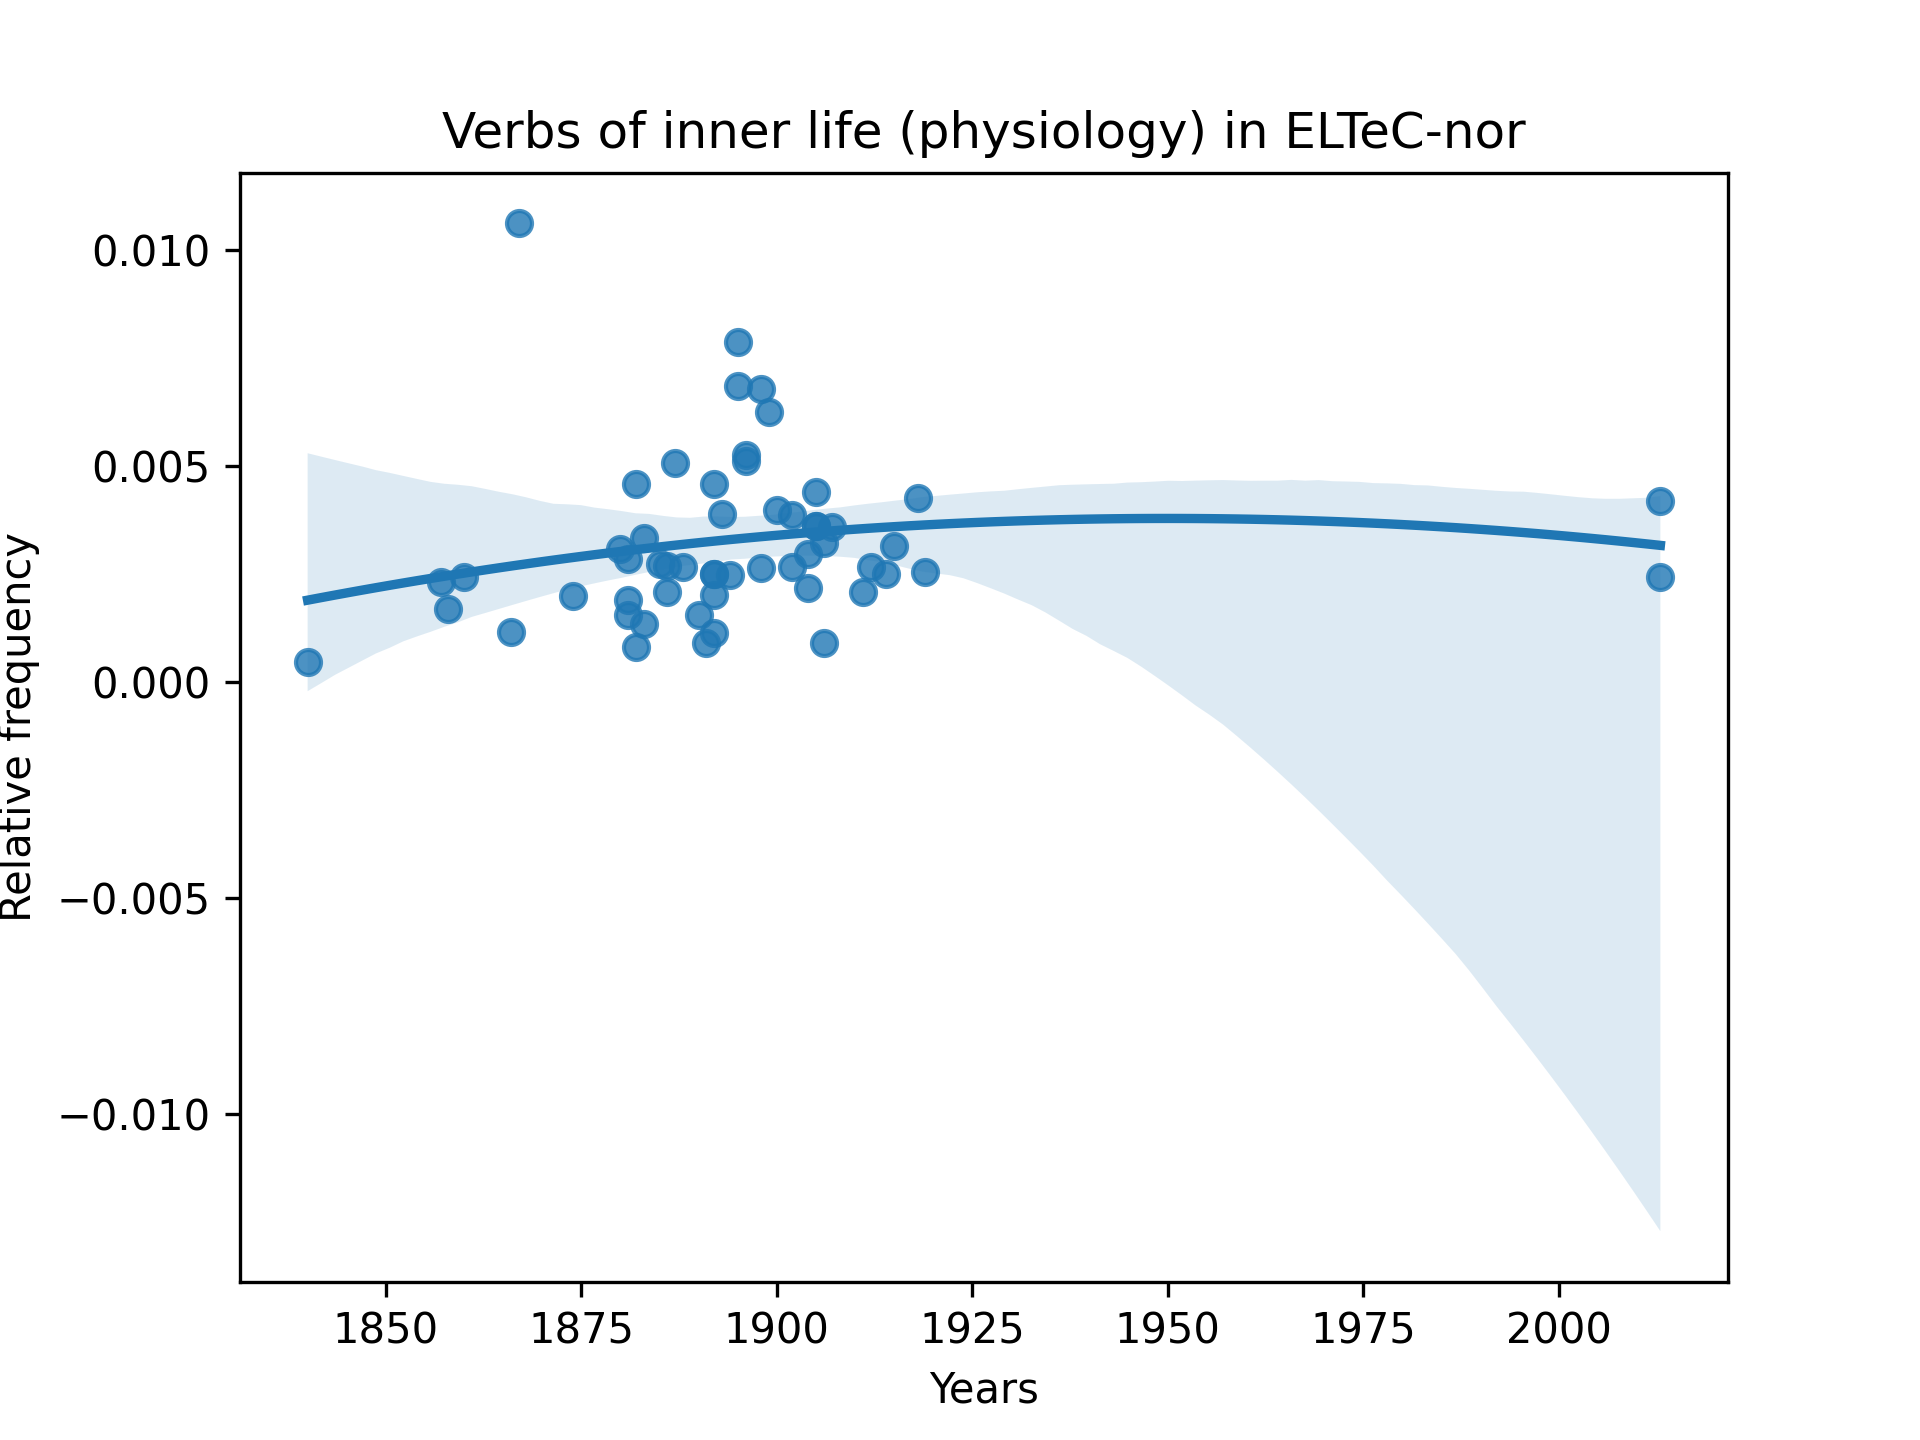 Verbs of inner life (physiology) in ELTeC-nor
0.010
0.005
0.000
−0.005
−0.010
Relative frequency
1850 1875 1900 1925 1950 1975 2000
Years